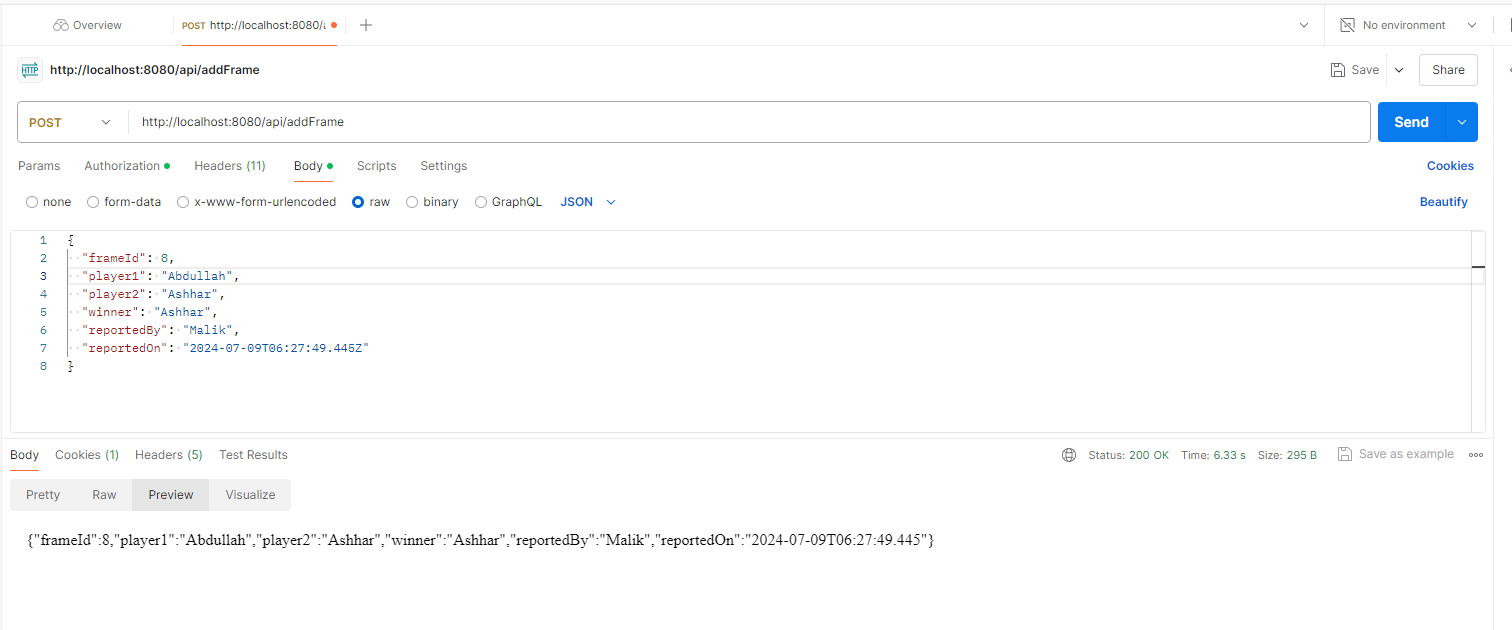 Overview POST http://localhost:8080/a No environment
HTTP http://localhost:8080/api/addFrame Save Share
POST http://localhost:8080/api/addFrame Send
Params Authorization Headers (11) Body Scripts Settings Cookies
none form-data x-www-form-urlencoded raw binary GraphQL JSON Beautify
1 {
2 "frameId": 8,
3 "player1": "Abdullah",
4 "player2": "Ashhar",
5 "winner": "Ashhar",
6 "reportedBy": "Malik",
7 "reportedOn": "2024-07-09T06:27:49.445Z"
8 }
Body Cookies (1) Headers (5) Test Results Status: 200 OK Time: 6.33 s Size: 295 B Save as example
Pretty Raw Preview Visualize
{"frameId":8,"player1":"Abdullah","player2":"Ashhar","winner":"Ashhar","reportedBy":"Malik","reportedOn":"2024-07-09T06:27:49.445"}